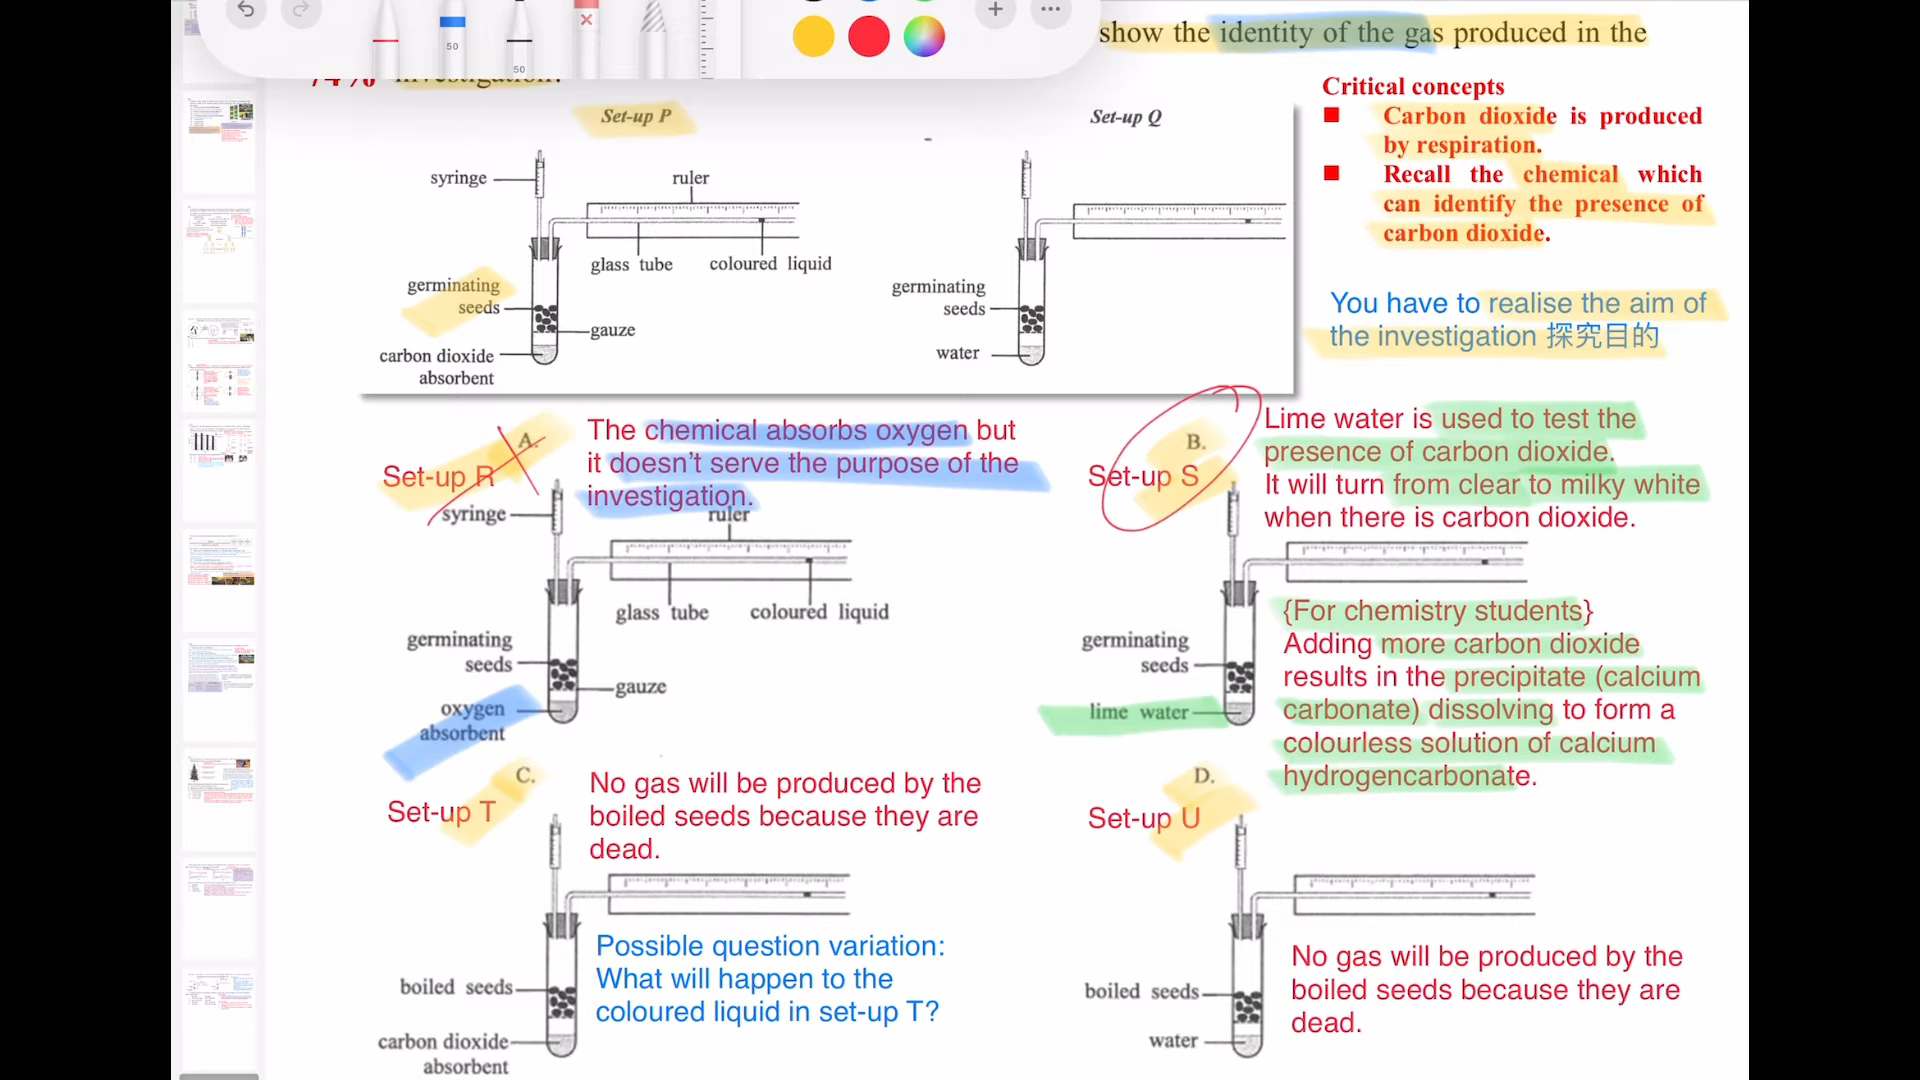 50
50
show the identity of the gas produced in the
74% investigation?
Set-up P
Set-up Q
syringe
ruler
glass tube
coloured liquid
germinating
seeds
gauze
carbon dioxide
absorbent
germinating
seeds
water
Critical concepts
Carbon dioxide is produced
by respiration.
Recall the chemical which
can identify the presence of
carbon dioxide.
You have to realise the aim of
the investigation 探究目的
A.
Set-up R
The chemical absorbs oxygen but
it doesn’t serve the purpose of the
investigation.
syringe
ruler
glass tube
coloured liquid
germinating
seeds
gauze
oxygen
absorbent
B.
Set-up S
Lime water is used to test the
presence of carbon dioxide.
It will turn from clear to milky white
when there is carbon dioxide.
germinating
seeds
lime water
{For chemistry students}
Adding more carbon dioxide
results in the precipitate (calcium
carbonate) dissolving to form a
colourless solution of calcium
hydrogencarbonate.
C.
Set-up T
No gas will be produced by the
boiled seeds because they are
dead.
Possible question variation:
What will happen to the
coloured liquid in set-up T?
boiled seeds
carbon dioxide
absorbent
D.
Set-up U
boiled seeds
water
No gas will be produced by the
boiled seeds because they are
dead.